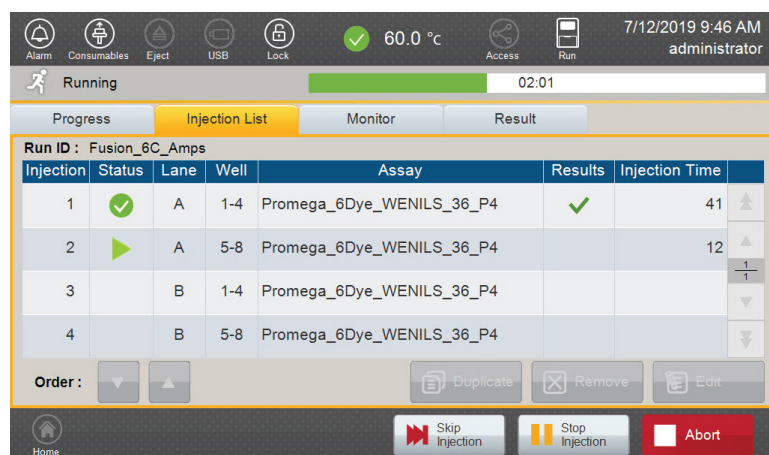 7/12/2019 9:46 AM
60.0 °c
administrator
Alarm Consumables Eject USB Lock Access Run
Running 02:01
Progress Injection List Monitor Result
Run ID : Fusion_6C_Amps
Injection Status Lane Well Assay Results Injection Time
1 A 1-4 Promega_6Dye_WENILS_36_P4 41
2 A 5-8 Promega_6Dye_WENILS_36_P4 12
1
1
3 B 1-4 Promega_6Dye_WENILS_36_P4
4 B 5-8 Promega_6Dye_WENILS_36_P4
Order : Duplicate Remove Edit
Skip Stop Abort
Injection Injection
Home